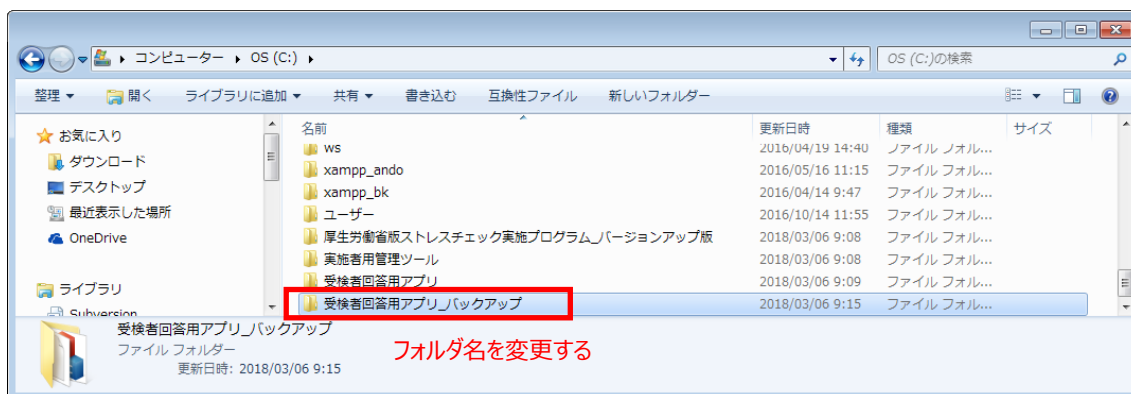 コンピューター ▸ OS (C:) ▸
OS (C:)の検索
整理 ▼ 開く ライブラリに追加 ▼ 共有 ▼ 書き込む 互換性ファイル 新しいフォルダー
お気に入り
ダウンロード
デスクトップ
最近表示した場所
OneDrive
ライブラリ
Subversion
名前 更新日時 種類 サイズ
ws 2016/04/19 14:40 ファイル フォル...
xampp_ando 2016/05/16 11:15 ファイル フォル...
xampp_bk 2016/04/14 9:47 ファイル フォル...
ユーザー 2016/10/14 11:55 ファイル フォル...
厚生労働省版ストレスチェック実施プログラム_バージョンアップ版 2018/03/06 9:08 ファイル フォル...
実施者用管理ツール 2018/03/06 9:08 ファイル フォル...
受検者回答用アプリ 2018/03/06 9:09 ファイル フォル...
受検者回答用アプリ_バックアップ 2018/03/06 9:15 ファイル フォル...
受検者回答用アプリ_バックアップ
ファイル フォルダー
更新日時: 2018/03/06 9:15
フォルダ名を変更する